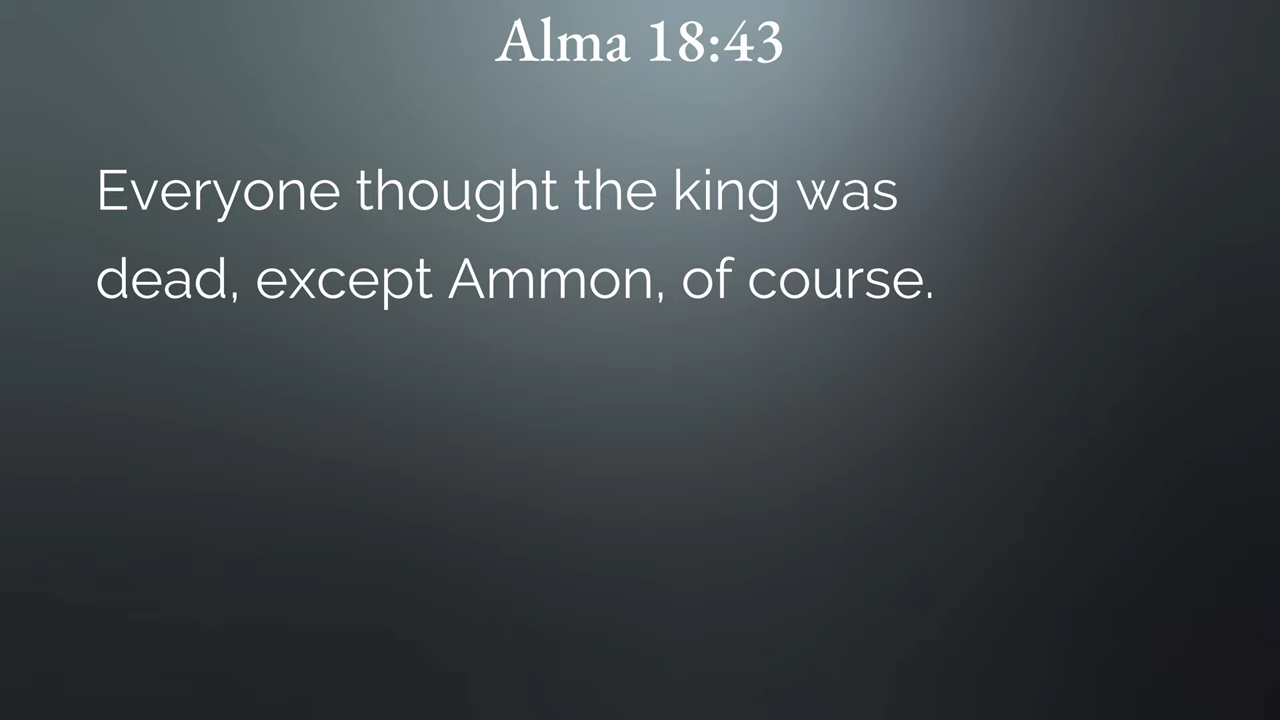 Alma 18:43
Everyone thought the king was
dead, except Ammon, of course.